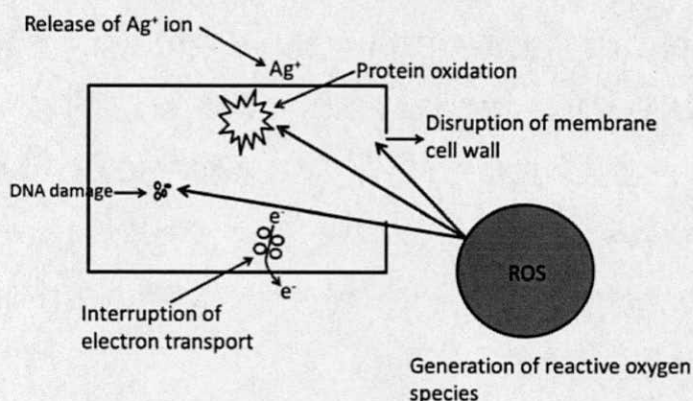 Release of Ag⁺ ion
Ag⁺
Protein oxidation
Disruption of membrane
cell wall
DNA damage
e⁻
e⁻
ROS
Interruption of
electron transport
Generation of reactive oxygen
species